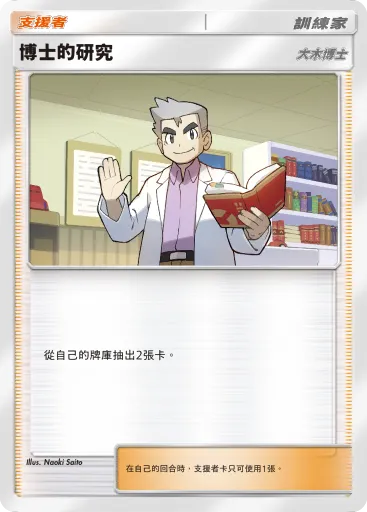 支援者
訓練家
博士的研究
大木博士
從自己的牌庫抽出2張卡。
Illus. Naoki Saito
在自己的回合時，支援者卡只可使用1張。